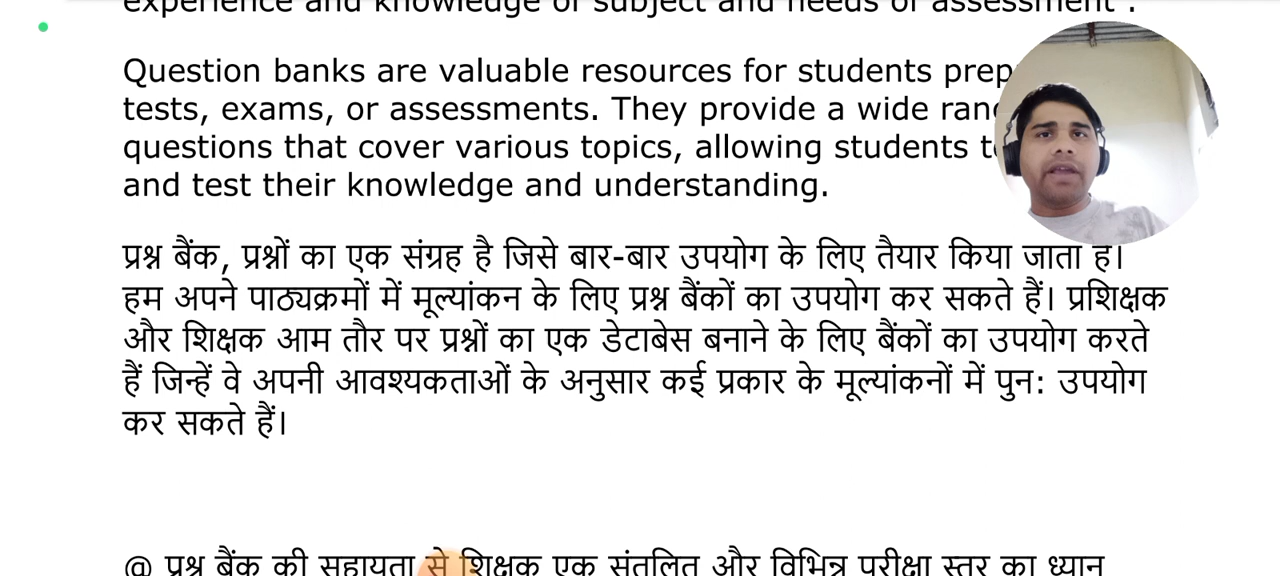 experience and knowledge of subject and needs of assessment .
Question banks are valuable resources for students
tests, exams, or assessments. They provide a wide
questions that cover various topics, allowing students
and test their knowledge and understanding.
प्रश्न बैंक, प्रश्नों का एक संग्रह है जिसे बार-बार उपयोग के लिए तैयार किया जाता है।
हम अपने पाठ्यक्रमों में मूल्यांकन के लिए प्रश्न बैंकों का उपयोग कर सकते हैं। प्रशिक्षक
और शिक्षक आम तौर पर प्रश्नों का एक डेटाबेस बनाने के लिए बैंकों का उपयोग करते
हैं जिन्हें वे अपनी आवश्यकताओं के अनुसार कई प्रकार के मूल्यांकनों में पुन: उपयोग
कर सकते हैं।
@ प्रश्न बैंक की सहायता से शिक्षक एक संतुलित और विभिन्न परीक्षा स्तर का ध्यान